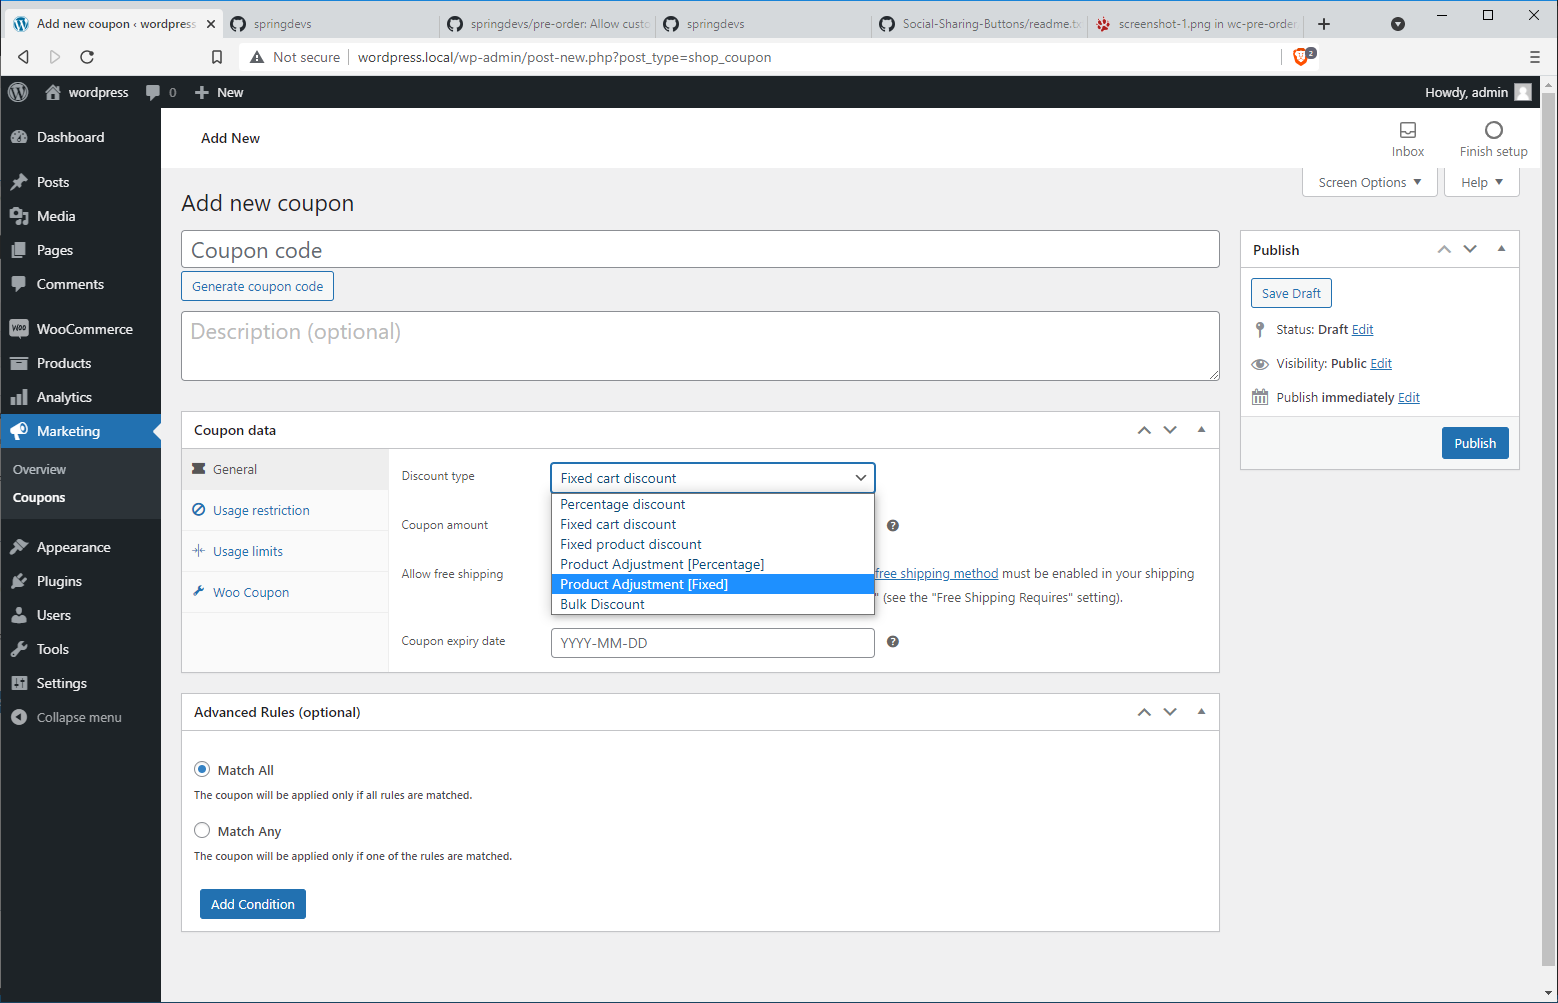 Add new coupon ‹ wordpress
springdevs
springdevs/pre-order: Allow custo
springdevs
Social-Sharing-Buttons/readme.tx
screenshot-1.png in wc-pre-order
Not secure
wordpress.local/wp-admin/post-new.php?post_type=shop_coupon
2
wordpress
0
New
Howdy, admin
Dashboard
Posts
Media
Pages
Comments
WooCommerce
Products
Analytics
Marketing
Overview
Coupons
Appearance
Plugins
Users
Tools
Settings
Collapse menu
Add New
Inbox
Finish setup
Screen Options
Help
Add new coupon
Coupon code
Generate coupon code
Description (optional)
Publish
Save Draft
Status: Draft Edit
Visibility: Public Edit
Publish immediately Edit
Publish
Coupon data
General
Usage restriction
Usage limits
Woo Coupon
Discount type
Fixed cart discount
Percentage discount
Fixed cart discount
Fixed product discount
Product Adjustment [Percentage]
Product Adjustment [Fixed]
Bulk Discount
Coupon amount
Allow free shipping
free shipping method must be enabled in your shipping
" (see the "Free Shipping Requires" setting).
Coupon expiry date
YYYY-MM-DD
Advanced Rules (optional)
Match All
The coupon will be applied only if all rules are matched.
Match Any
The coupon will be applied only if one of the rules are matched.
Add Condition